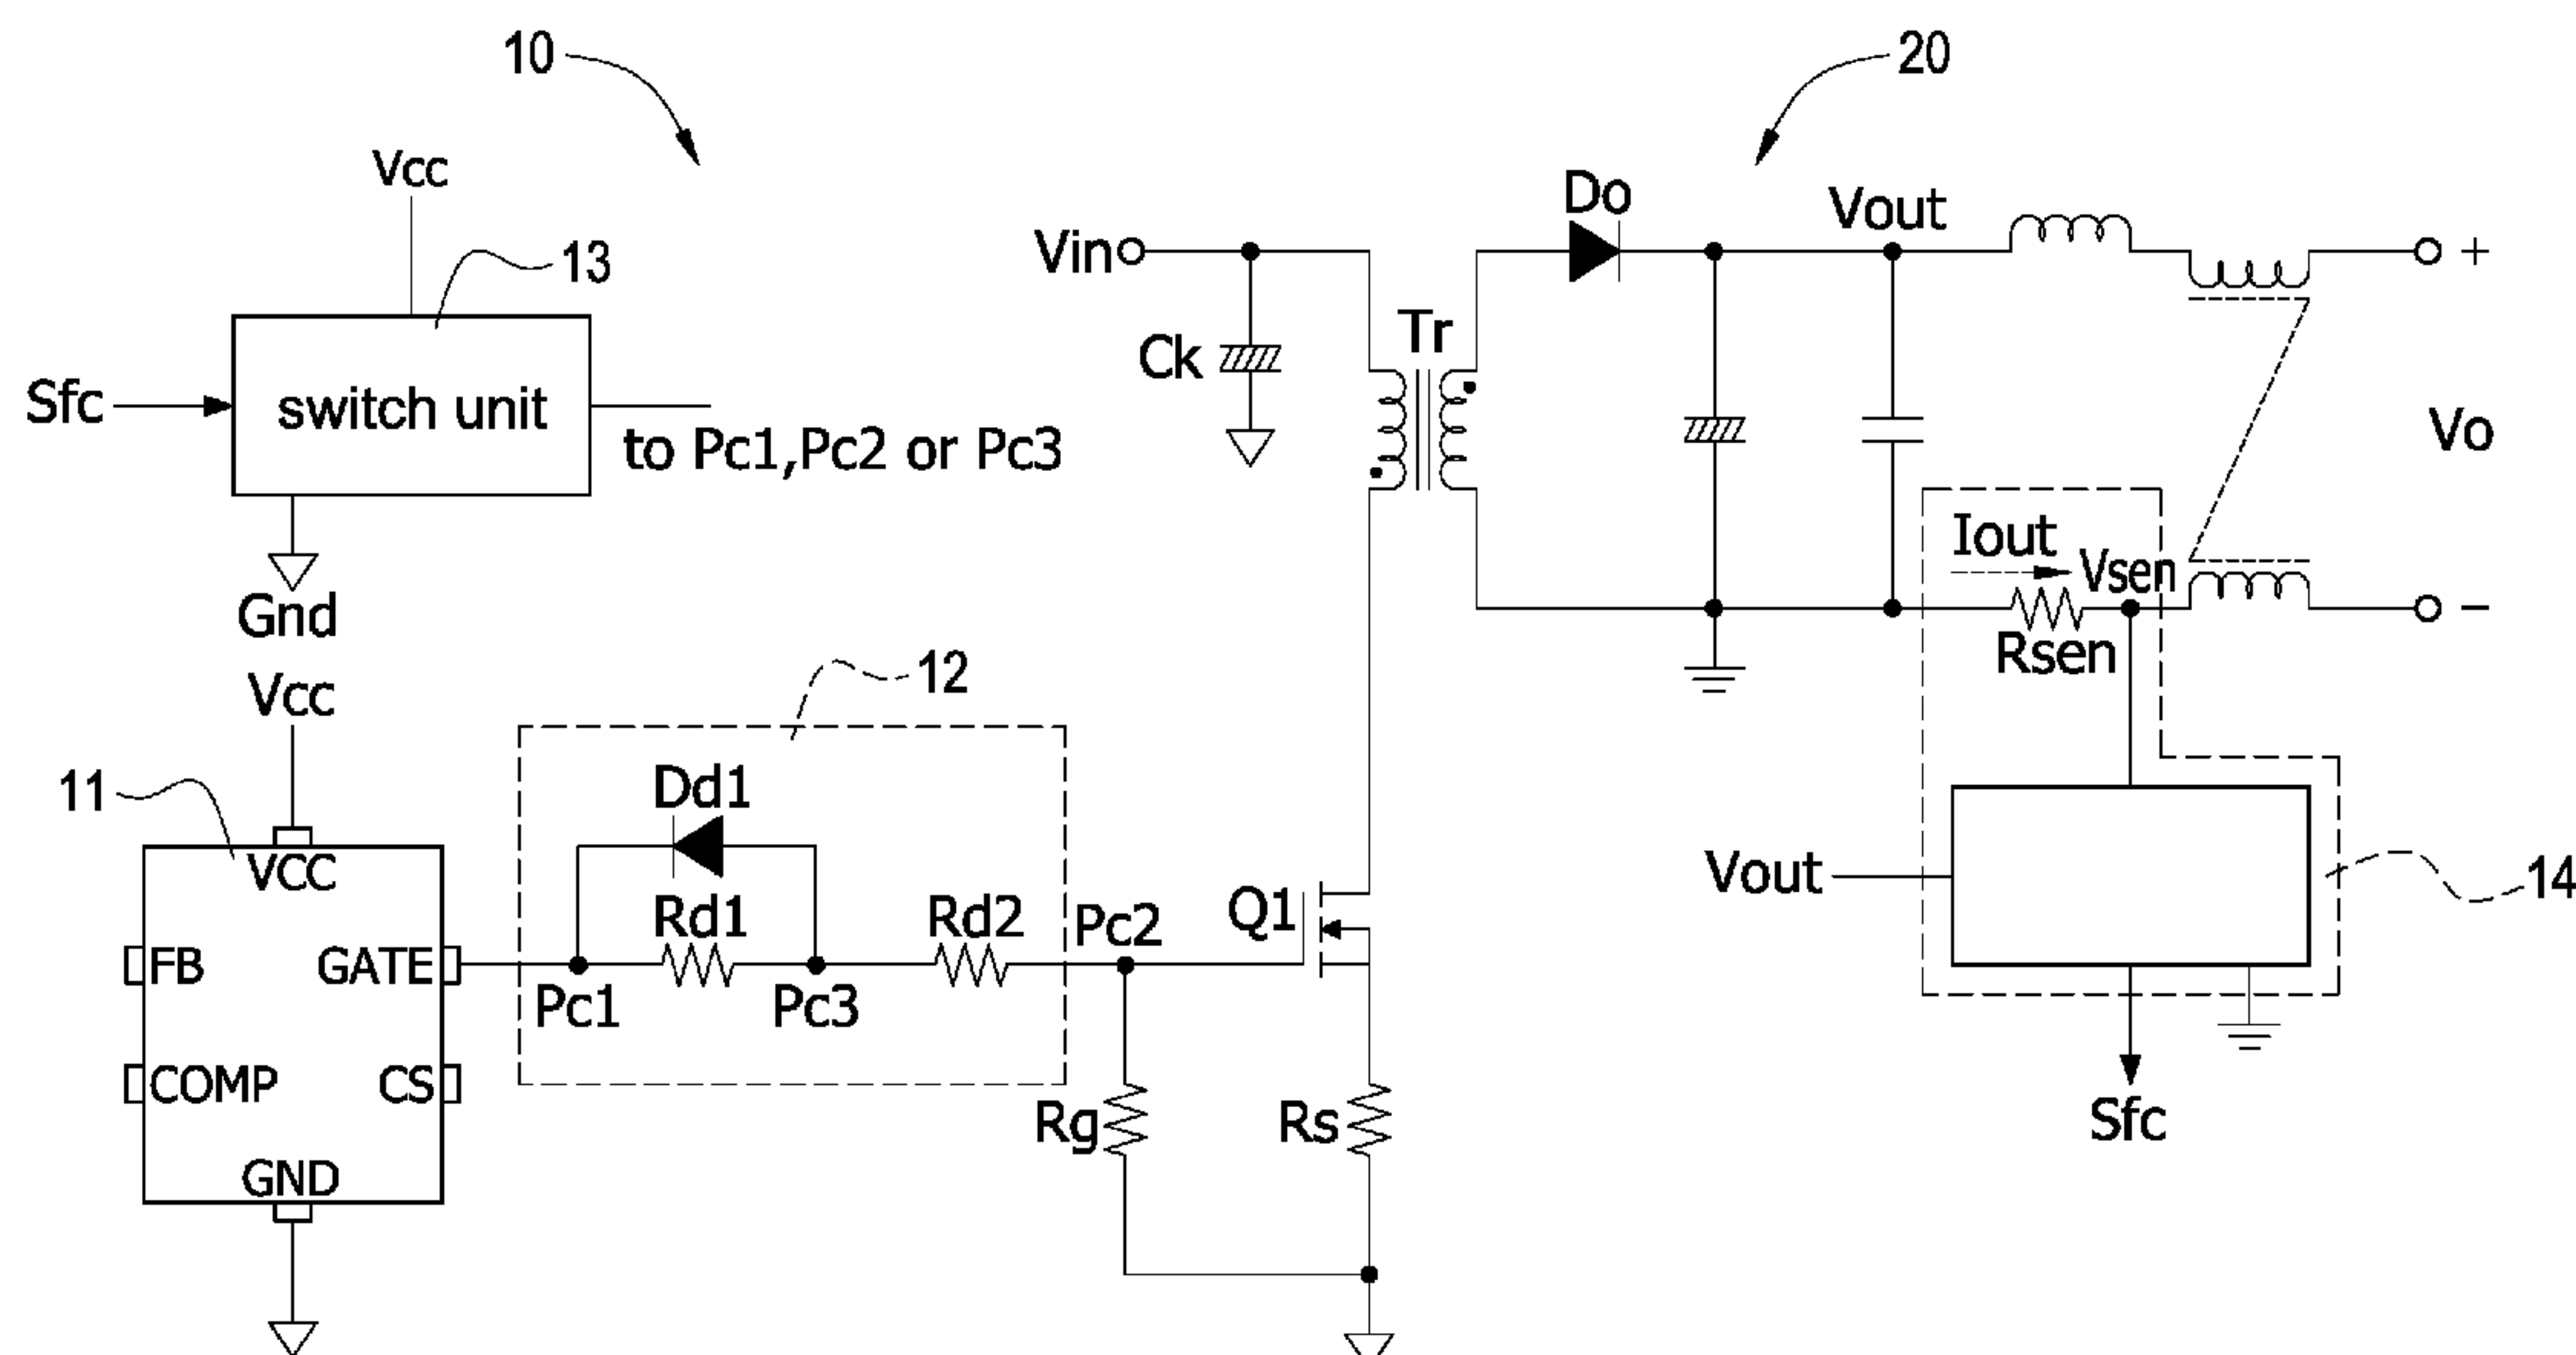 10
20
Vcc
13
Sfc
switch unit
to Pc1,Pc2 or Pc3
Gnd
Vin
Ck
Tr
Do
Vout
+
Vo
Iout
Vsen
Rsen
−
Vcc
11
VCC
FB
GATE
COMP
CS
GND
12
Dd1
Rd1
Rd2
Pc1
Pc3
Pc2
Q1
Rg
Rs
Vout
14
Sfc